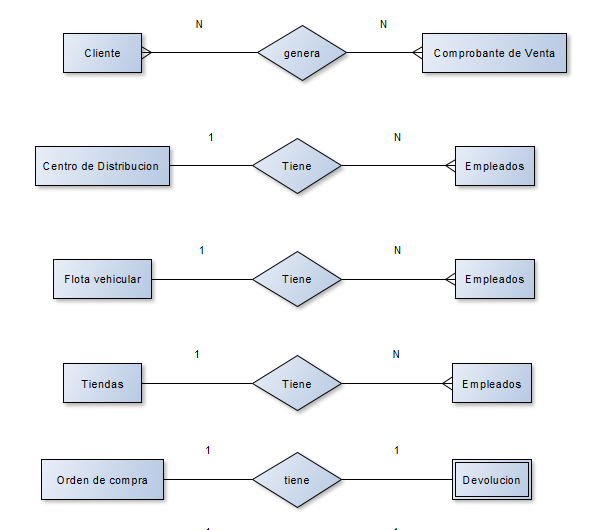 N N
Cliente genera Comprobante de Venta
1 N
Centro de Distribucion Tiene Empleados
1 N
Flota vehicular Tiene Empleados
1 N
Tiendas Tiene Empleados
1 1
Orden de compra tiene Devolucion